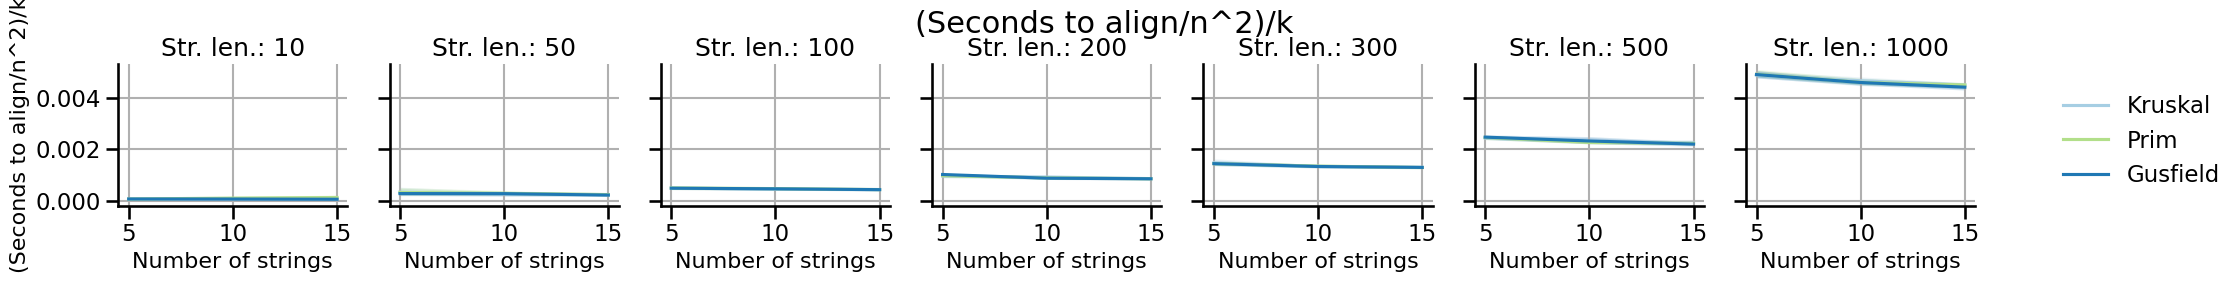 (Seconds to align/n^2)/k
(Seconds to align/n^2)/k
Str. len.: 10
Str. len.: 50
Str. len.: 100
Str. len.: 200
Str. len.: 300
Str. len.: 500
Str. len.: 1000
0.004
0.002
0.000
5 10 15
5 10 15
5 10 15
5 10 15
5 10 15
5 10 15
5 10 15
Number of strings
Number of strings
Number of strings
Number of strings
Number of strings
Number of strings
Number of strings
Kruskal
Prim
Gusfield